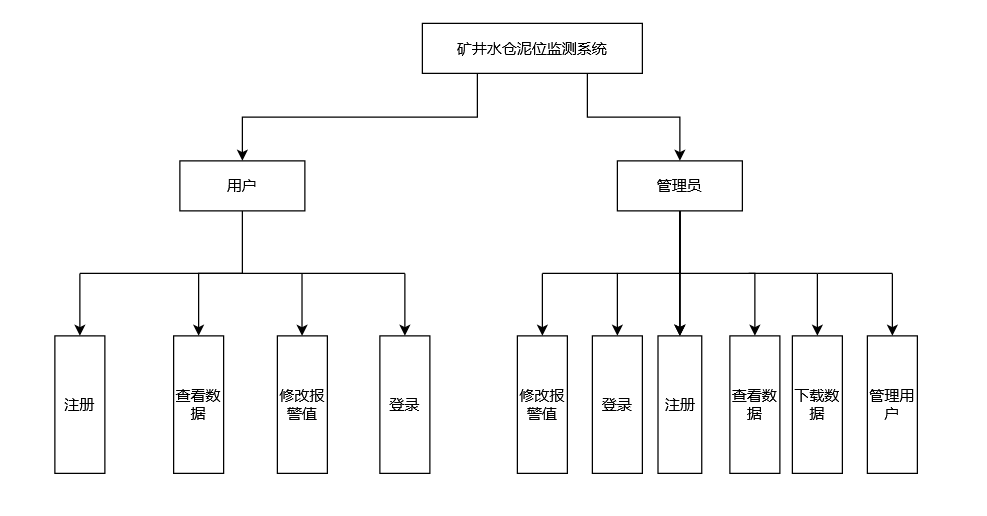 矿井水仓泥位监测系统
用户
管理员
注册
查看数
据
修改报
警值
登录
修改报
警值
登录
注册
查看数
据
下载数
据
管理用
户